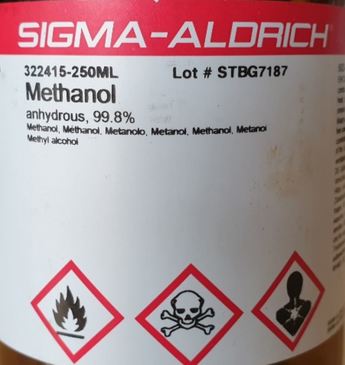 SIGMA-ALDRICH®
322415-250ML Lot # STBG7187
Methanol
anhydrous, 99.8%
Methanol, Méthanol, Metanolo, Metanol, Methanol, Metanol
Methyl alcohol